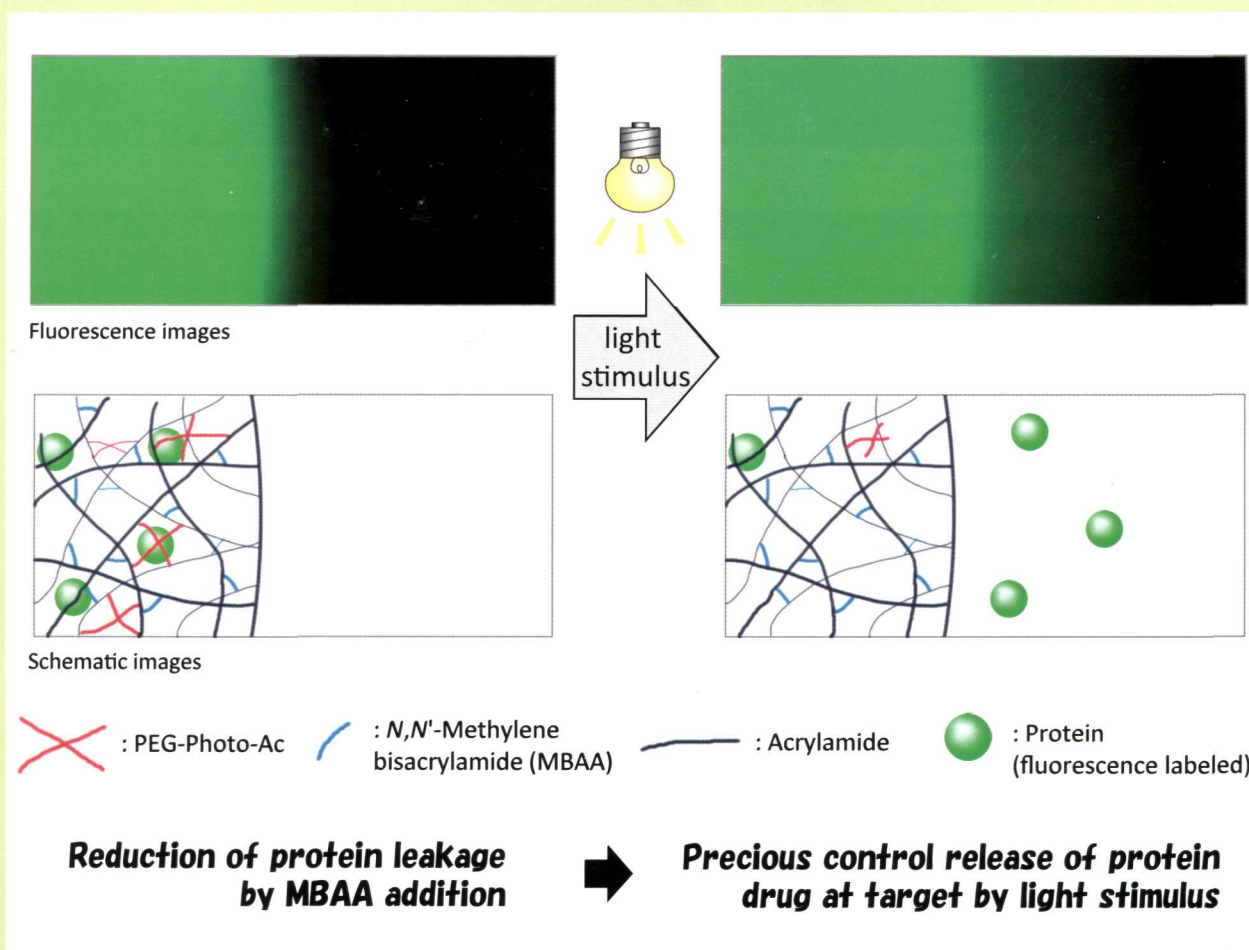 Fluorescence images
light
stimulus
Schematic images
: PEG-Photo-Ac
: N,N'-Methylene
bisacrylamide (MBAA)
: Acrylamide
: Protein
(fluorescence labeled)
Reduction of protein leakage
by MBAA addition
Precious control release of protein
drug at target by light stimulus